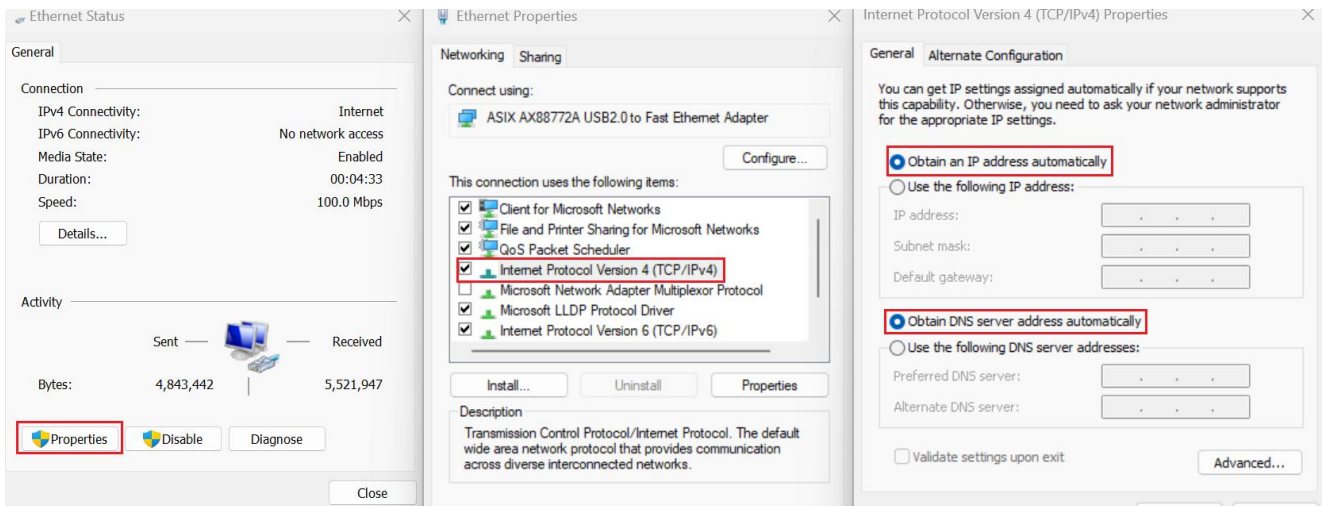 Ethernet Status
General
Connection
IPv4 Connectivity: Internet
IPv6 Connectivity: No network access
Media State: Enabled
Duration: 00:04:33
Speed: 100.0 Mbps
Details...
Activity
Sent Received
Bytes: 4,843,442 5,521,947
Properties Disable Diagnose
Close
Ethernet Properties
Networking Sharing
Connect using:
ASIX AX88772A USB2.0 to Fast Ethernet Adapter
Configure...
This connection uses the following items:
Client for Microsoft Networks
File and Printer Sharing for Microsoft Networks
QoS Packet Scheduler
Internet Protocol Version 4 (TCP/IPv4)
Microsoft Network Adapter Multiplexor Protocol
Microsoft LLDP Protocol Driver
Internet Protocol Version 6 (TCP/IPv6)
Install... Uninstall Properties
Description
Transmission Control Protocol/Internet Protocol. The default
wide area network protocol that provides communication
across diverse interconnected networks.
Internet Protocol Version 4 (TCP/IPv4) Properties
General Alternate Configuration
You can get IP settings assigned automatically if your network supports
this capability. Otherwise, you need to ask your network administrator
for the appropriate IP settings.
Obtain an IP address automatically
Use the following IP address:
IP address:
Subnet mask:
Default gateway:
Obtain DNS server address automatically
Use the following DNS server addresses:
Preferred DNS server:
Alternate DNS server:
Validate settings upon exit
Advanced...